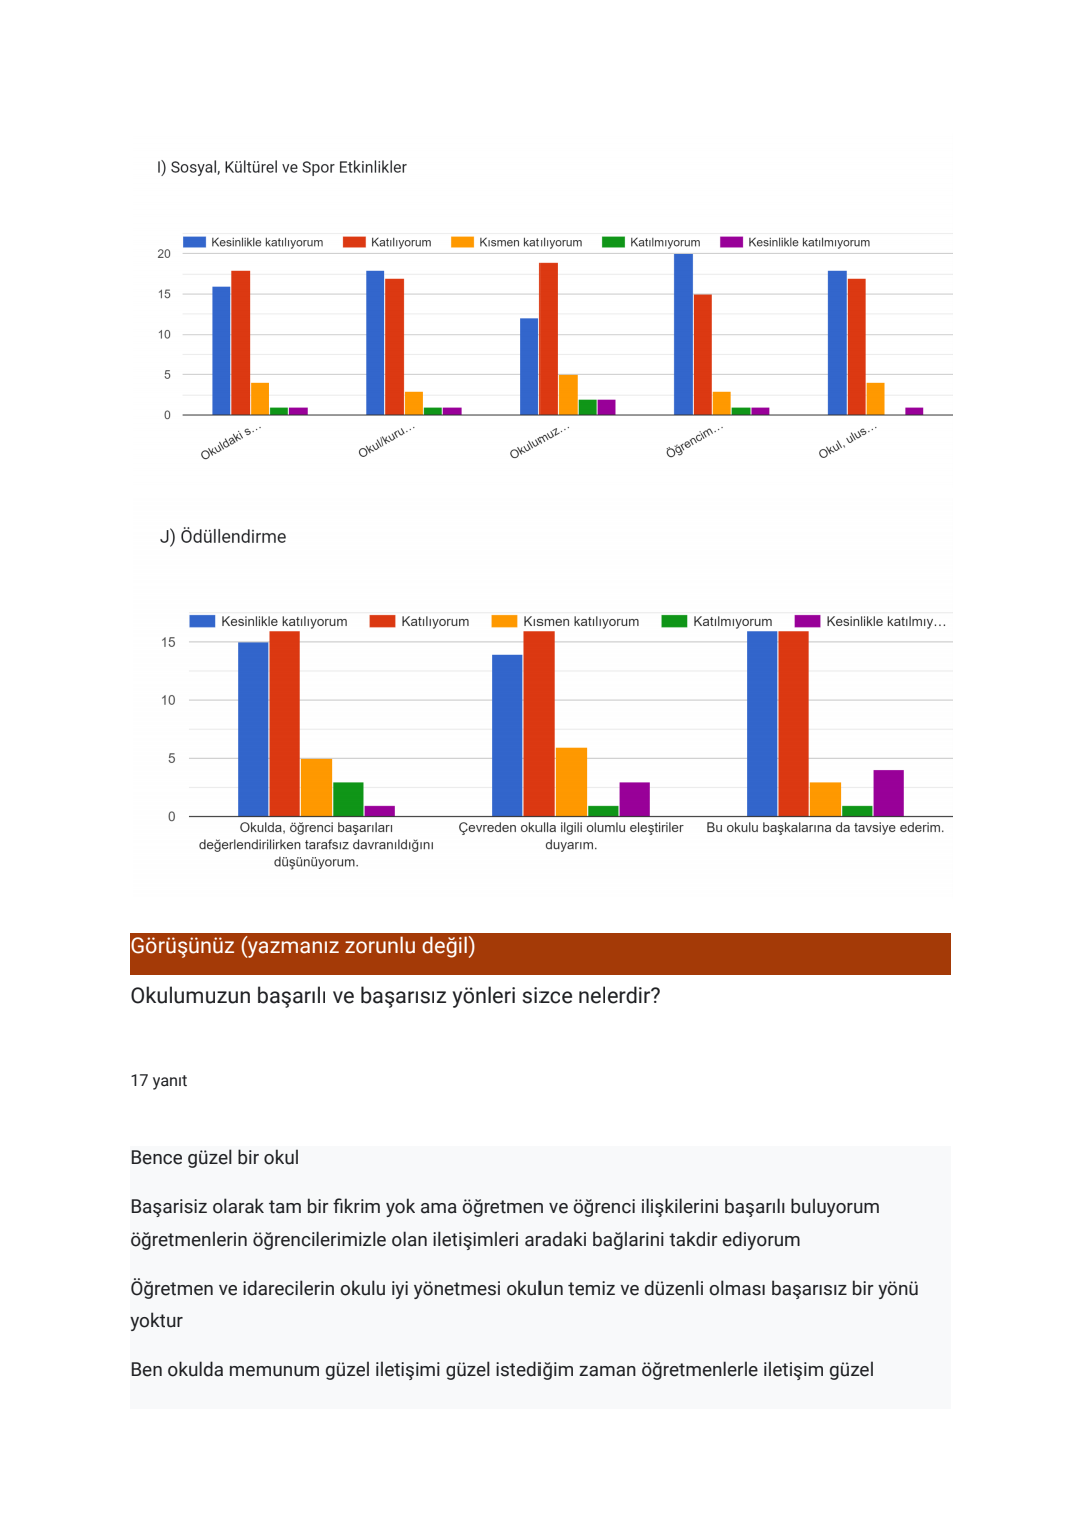 I) Sosyal, Kültürel ve Spor Etkinlikler
Kesinlikle katılıyorum Katılıyorum Kısmen katılıyorum Katılmıyorum Kesinlikle katılmıyorum
20
15
10
5
0
Okuldaki s… Okul/kuru… Okulumuz… Öğrencim… Okul, ulus…
J) Ödüllendirme
Kesinlikle katılıyorum Katılıyorum Kısmen katılıyorum Katılmıyorum Kesinlikle katılmıy…
15
10
5
0
Okulda, öğrenci başarıları Çevreden okulla ilgili olumlu eleştiriler Bu okulu başkalarına da tavsiye ederim.
değerlendirilirken tarafsız davranıldığını duyarım.
düşünüyorum.
Görüşünüz (yazmanız zorunlu değil)
Okulumuzun başarılı ve başarısız yönleri sizce nelerdir?
17 yanıt
Bence güzel bir okul
Başarisiz olarak tam bir fikrim yok ama öğretmen ve öğrenci ilişkilerini başarılı buluyorum
öğretmenlerin öğrencilerimizle olan iletişimleri aradaki bağlarini takdir ediyorum
Öğretmen ve idarecilerin okulu iyi yönetmesi okulun temiz ve düzenli olması başarısız bir yönü
yoktur
Ben okulda memunum güzel iletişimi güzel istediğim zaman öğretmenlerle iletişim güzel